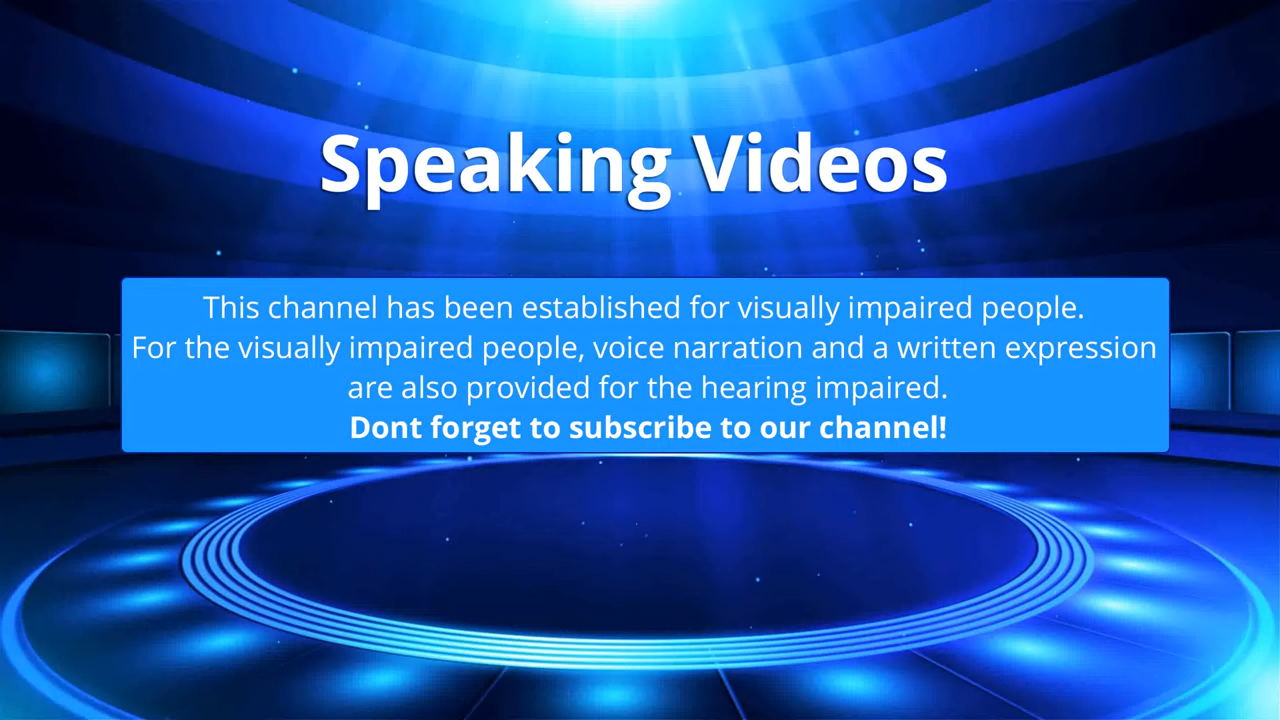 Speaking Videos
This channel has been established for visually impaired people.
For the visually impaired people, voice narration and a written expression
are also provided for the hearing impaired.
Dont forget to subscribe to our channel!